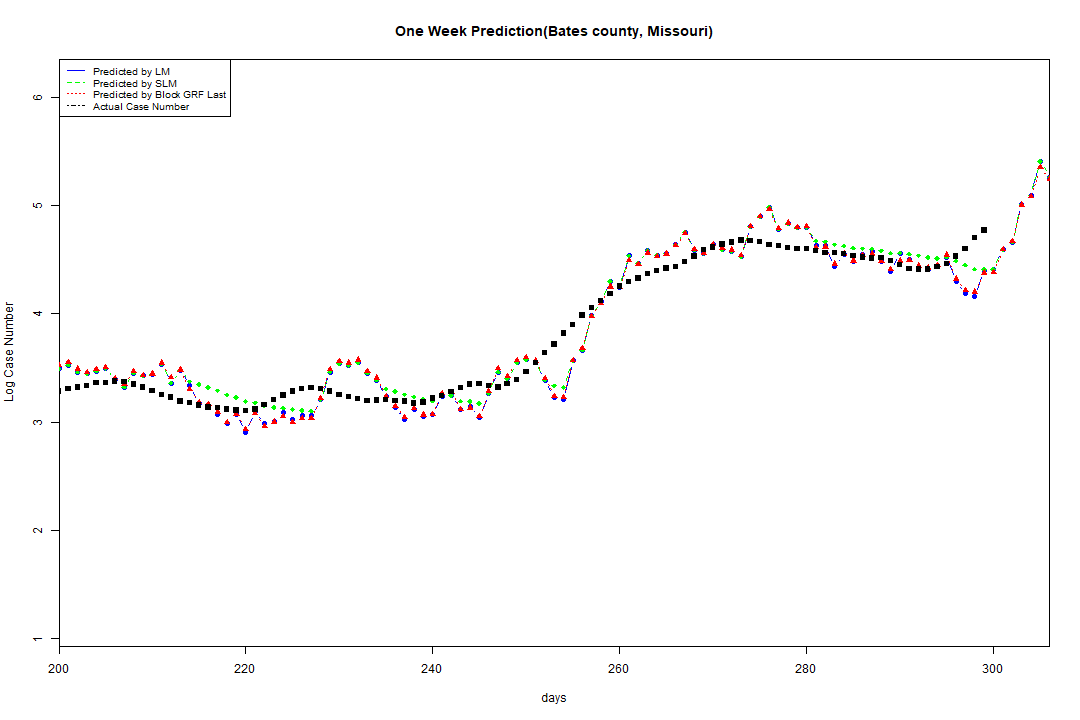 One Week Prediction(Bates county, Missouri)
Predicted by LM
Predicted by SLM
Predicted by Block GRF Last
Actual Case Number
6
5
4
3
2
1
Log Case Number
200 220 240 260 280 300
days